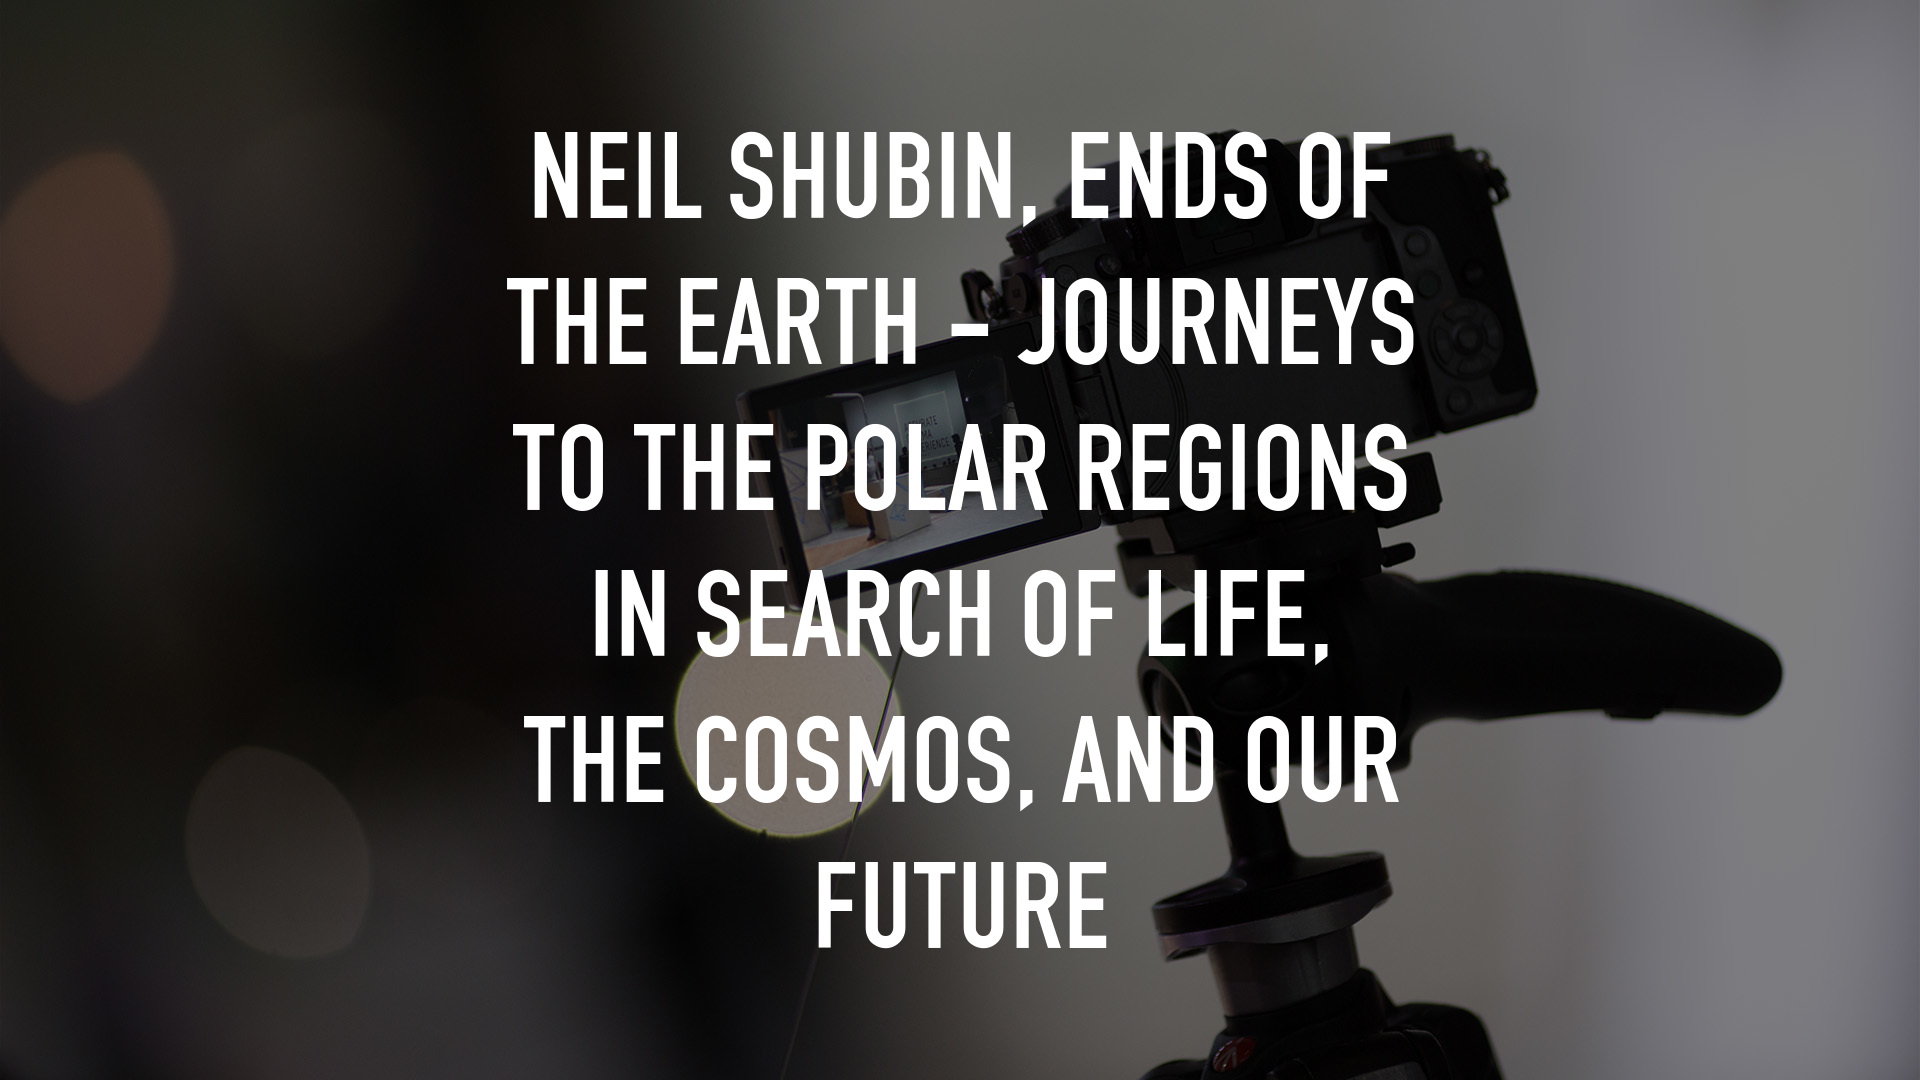 NEIL SHUBIN, ENDS OF
THE EARTH – JOURNEYS
TO THE POLAR REGIONS
IN SEARCH OF LIFE,
THE COSMOS, AND OUR
FUTURE